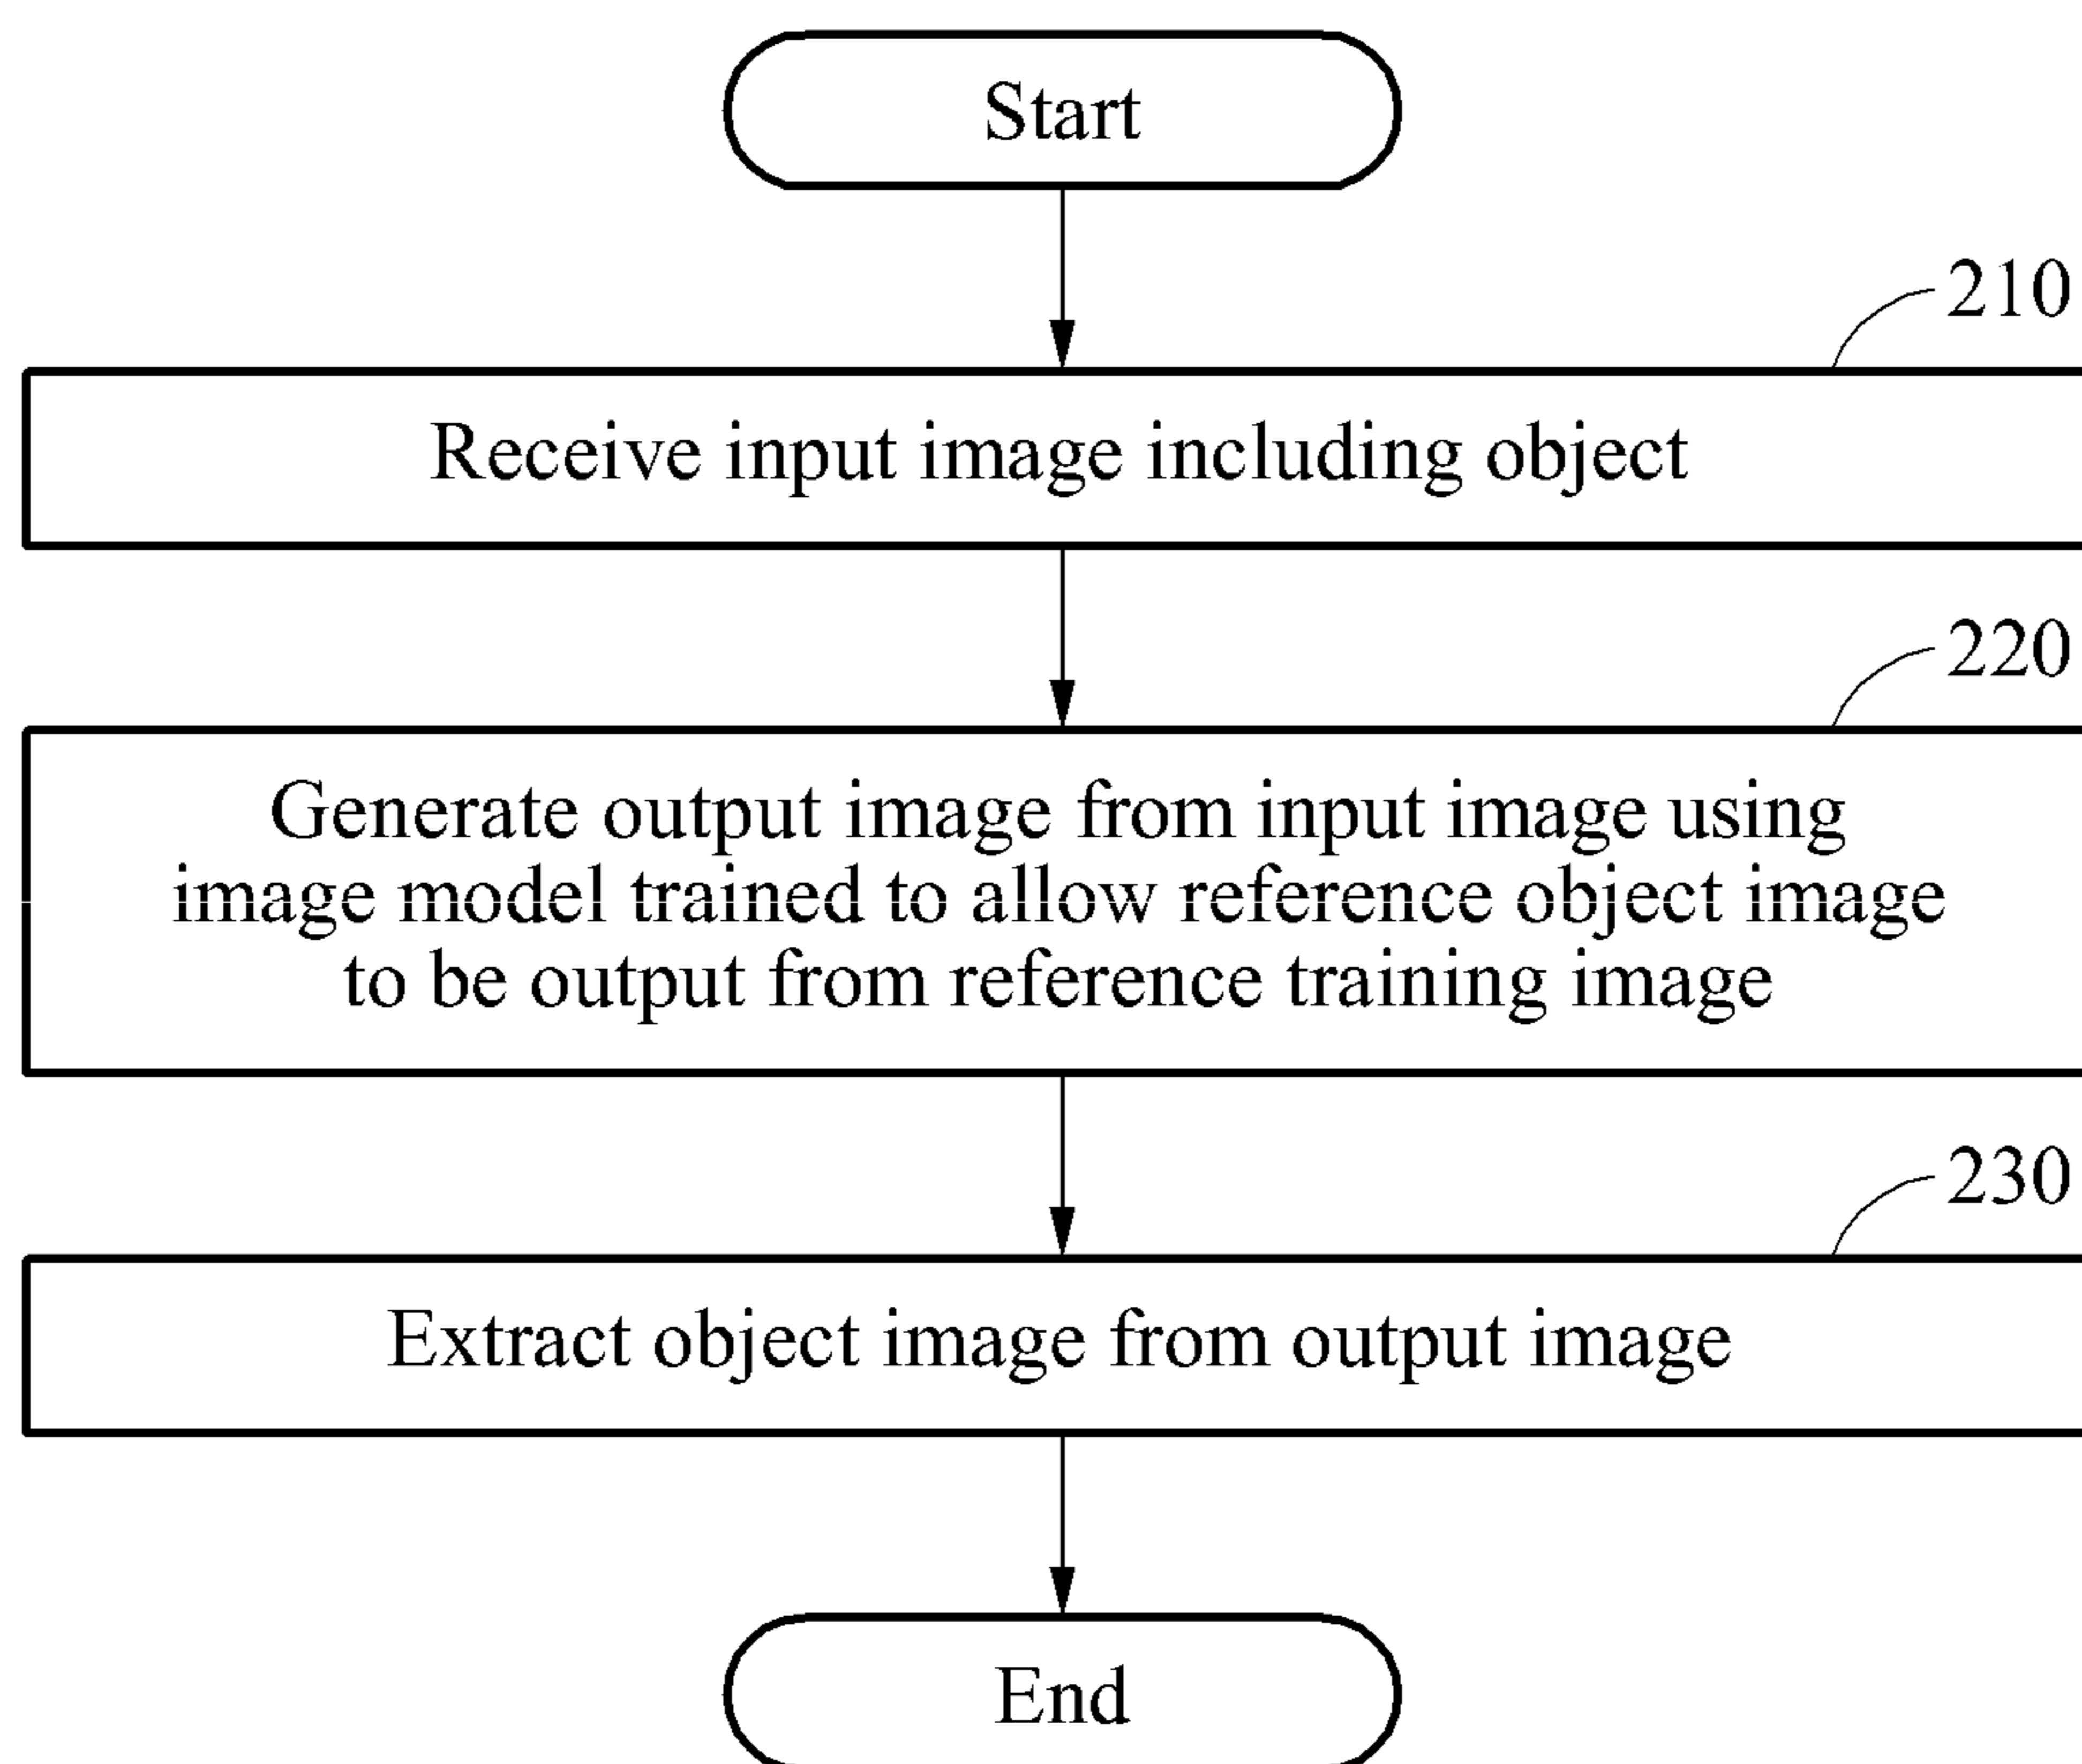 Start
210
Receive input image including object
220
Generate output image from input image using
image model trained to allow reference object image
to be output from reference training image
230
Extract object image from output image
End